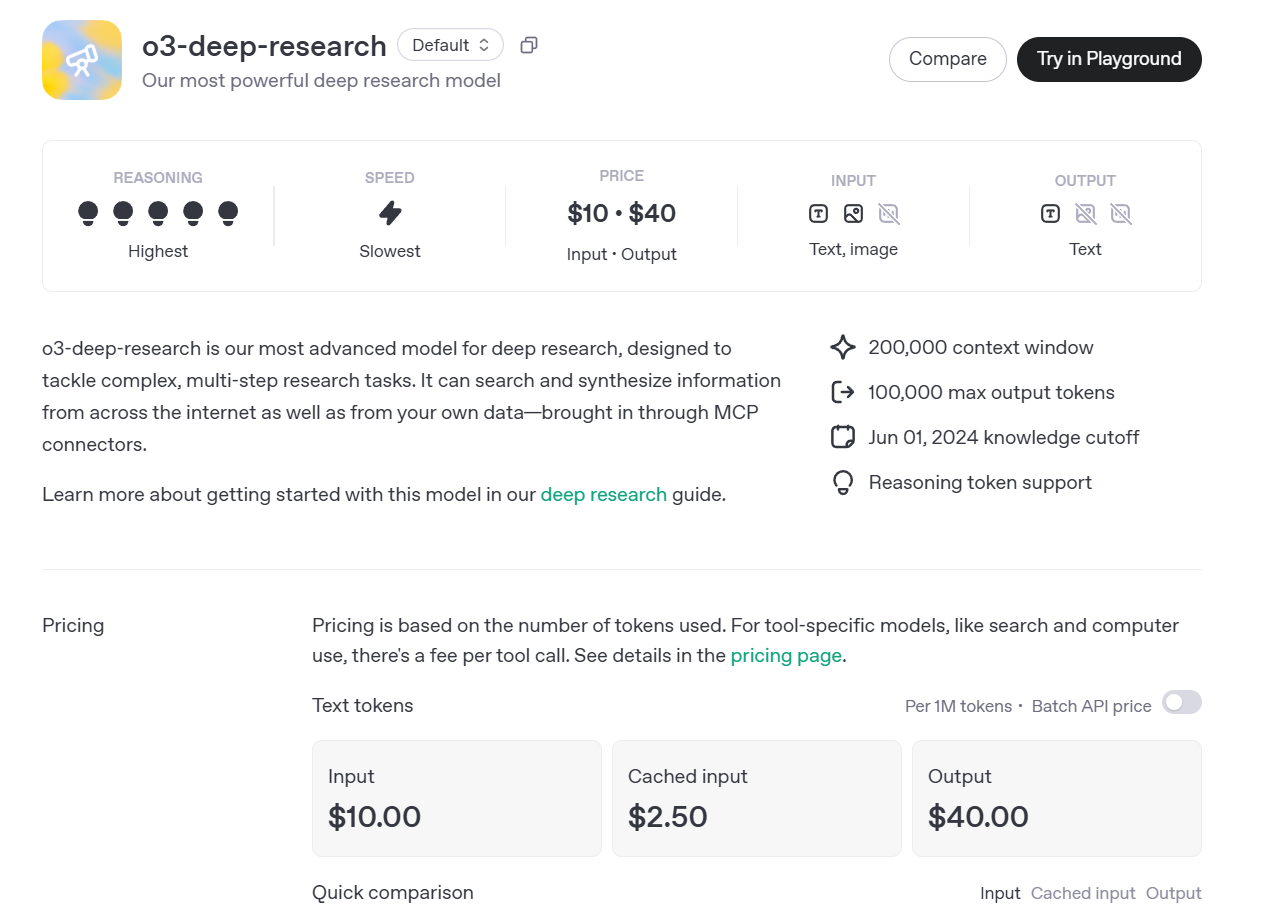 o3-deep-research
Default
Our most powerful deep research model
Compare
Try in Playground
REASONING
Highest
SPEED
Slowest
PRICE
$10 • $40
Input • Output
INPUT
Text, image
OUTPUT
Text
o3-deep-research is our most advanced model for deep research, designed to
tackle complex, multi-step research tasks. It can search and synthesize information
from across the internet as well as from your own data—brought in through MCP
connectors.
Learn more about getting started with this model in our deep research guide.
200,000 context window
100,000 max output tokens
Jun 01, 2024 knowledge cutoff
Reasoning token support
Pricing
Pricing is based on the number of tokens used. For tool-specific models, like search and computer
use, there's a fee per tool call. See details in the pricing page.
Text tokens
Per 1M tokens • Batch API price
Input
$10.00
Cached input
$2.50
Output
$40.00
Quick comparison
Input Cached input Output